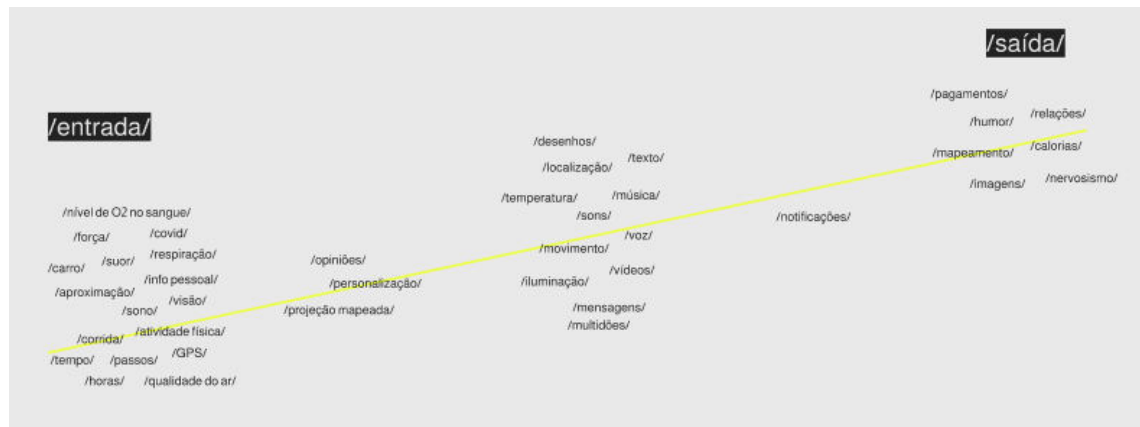 /saída/
/pagamentos/
/relações/
/humor/
/mapeamento/
/calorias/
/imagens/
/nervosismo/
/entrada/
/nível de O2 no sangue/
/força/
/covid/
/carro/
/suor/
/respiração/
/info pessoal/
/aproximação/
/visão/
/sono/
/corrida/
/atividade física/
/tempo/
/passos/
/GPS/
/horas/
/qualidade do ar/
/opiniões/
/personalização/
/projeção mapeada/
/desenhos/
/texto/
/localização/
/temperatura/
/música/
/sons/
/voz/
/movimento/
/vídeos/
/iluminação/
/mensagens/
/multidões/
/notificações/